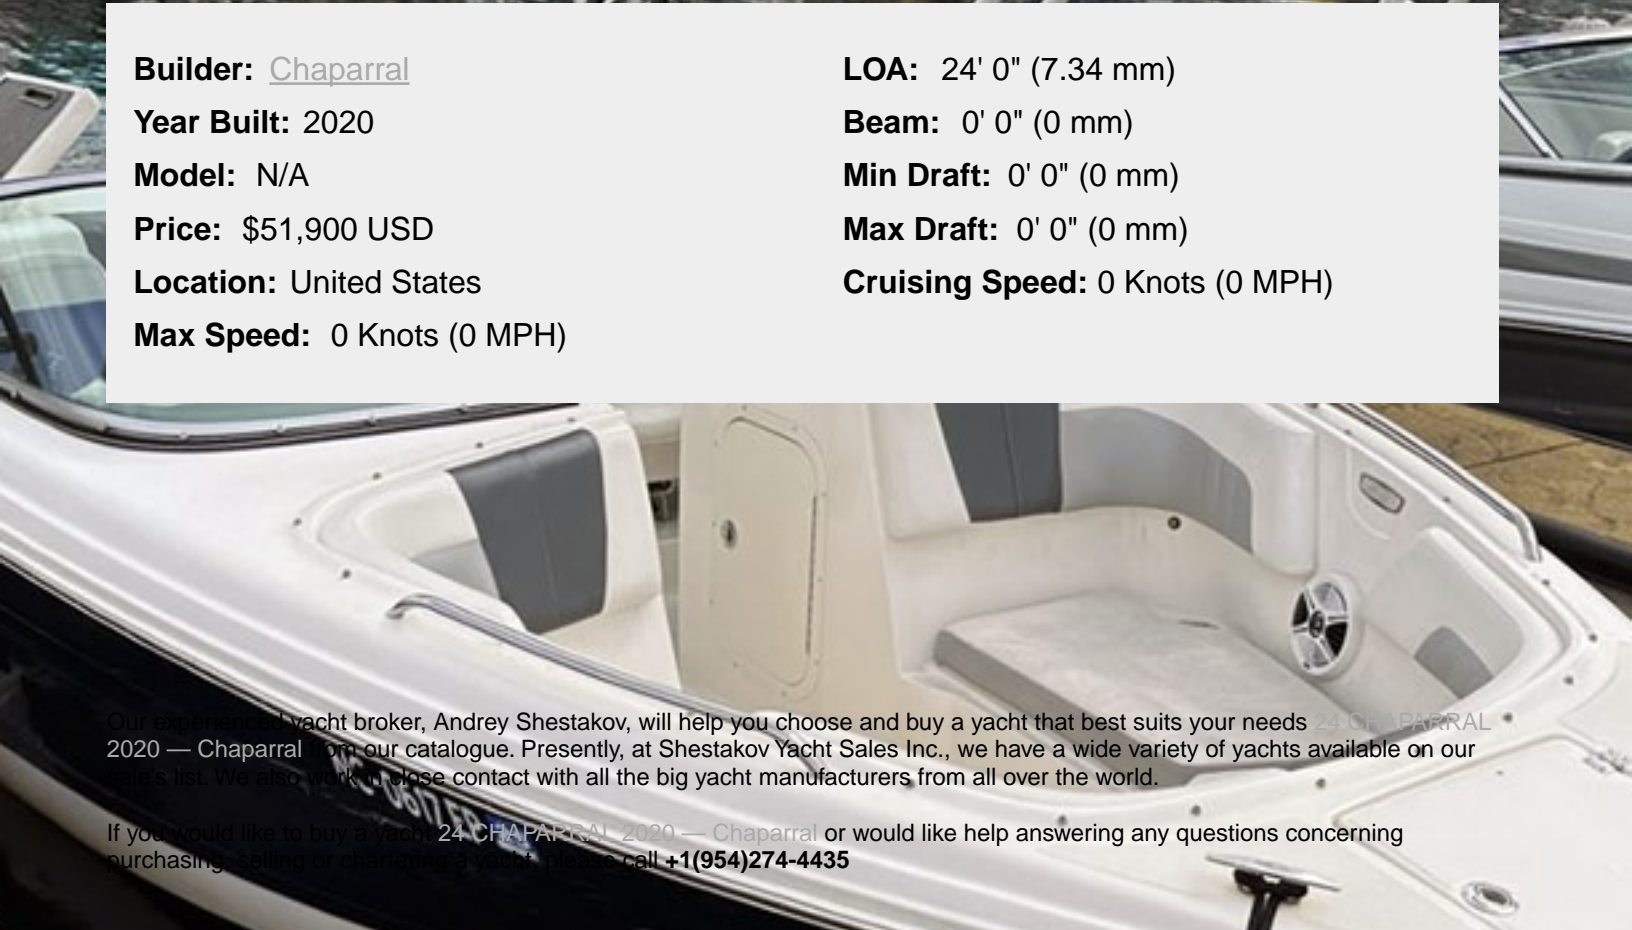 Builder: Chaparral
Year Built: 2020
Model: N/A
Price: $51,900 USD
Location: United States
Max Speed: 0 Knots (0 MPH)
LOA: 24' 0" (7.34 mm)
Beam: 0' 0" (0 mm)
Min Draft: 0' 0" (0 mm)
Max Draft: 0' 0" (0 mm)
Cruising Speed: 0 Knots (0 MPH)
Our experienced yacht broker, Andrey Shestakov, will help you choose and buy a yacht that best suits your needs 24 CHAPARRAL
2020 — Chaparral from our catalogue. Presently, at Shestakov Yacht Sales Inc., we have a wide variety of yachts available on our
sale's list. We also work in close contact with all the big yacht manufacturers from all over the world.
If you would like to buy a yacht 24 CHAPARRAL 2020 — Chaparral or would like help answering any questions concerning
purchasing, selling or chartering a yacht, please call +1(954)274-4435